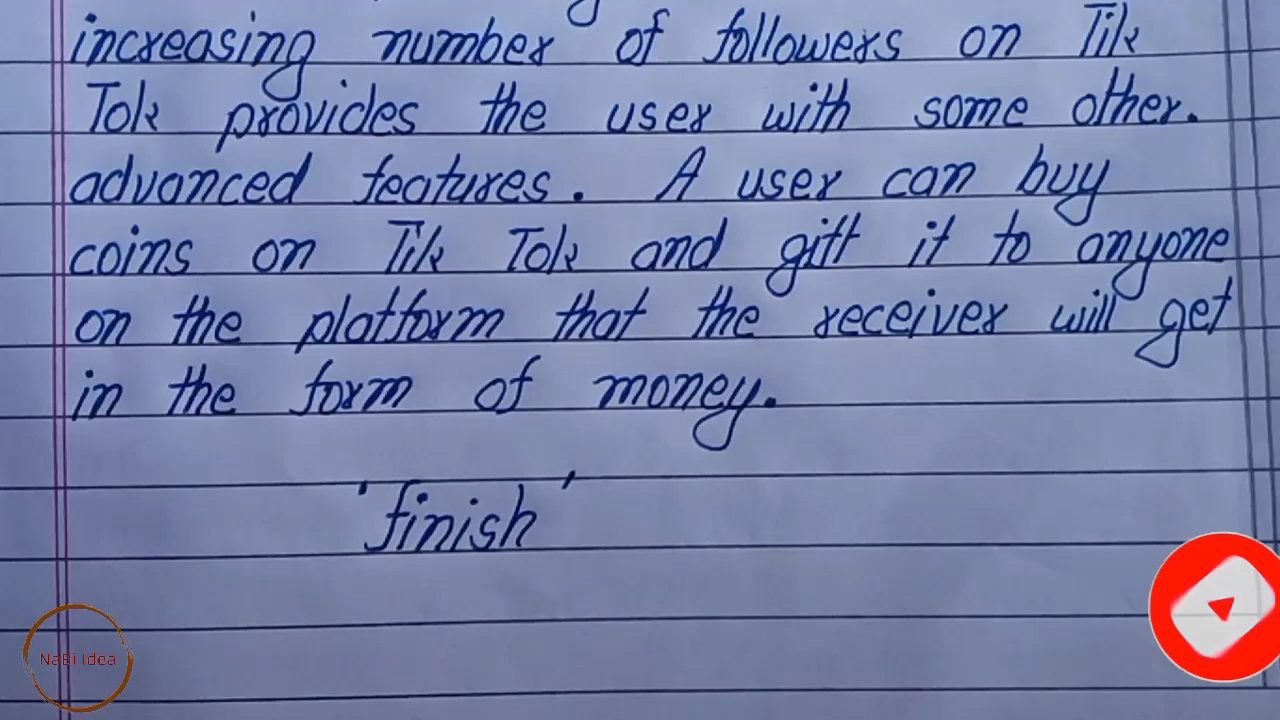 increasing number of followers on Tik
Tok provides the user with some other.
advanced features. A user can buy
coins on Tik Tok and gift it to anyone
on the platform that the receiver will get
in the form of money.
'finish'
NaBi Idea